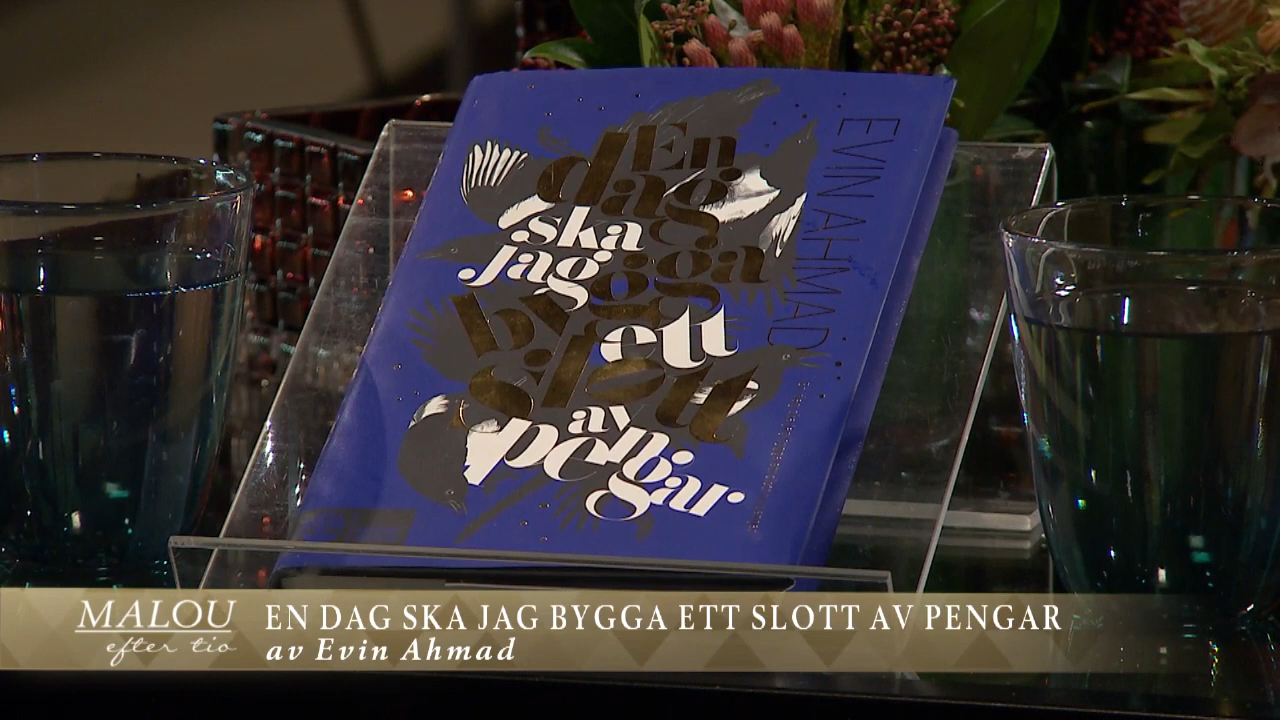 En
dag
ska
jag
bygga
ett
slott
av
pengar
EVIN AHMAD
MALOU
efter tio
EN DAG SKA JAG BYGGA ETT SLOTT AV PENGAR
av Evin Ahmad